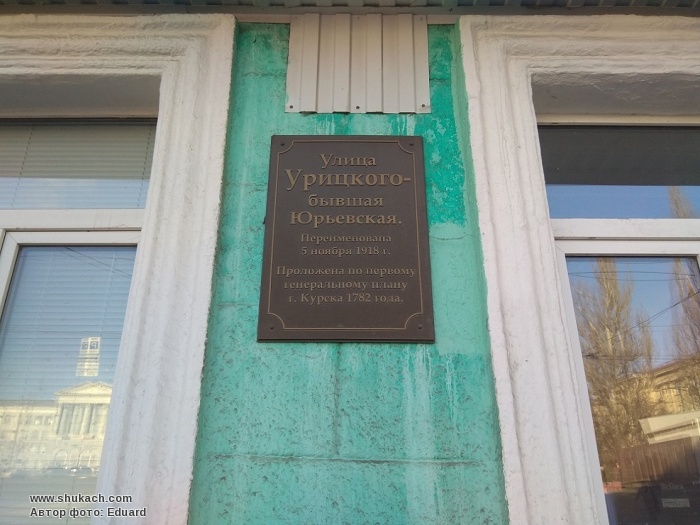 Улица
Урицкого-
бывшая
Юрьевская.
Переименована
5 ноября 1918 г.
Проложена по первому
генеральному плану
г. Курска 1782 года.
www.shukach.com
Автор фото: Eduard